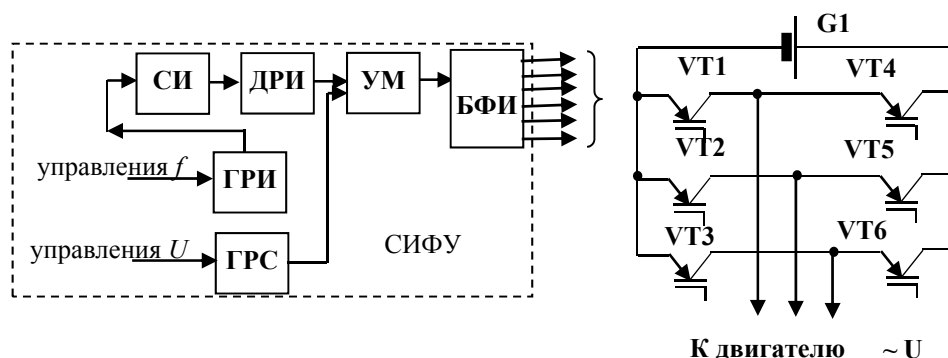 СИ
ДРИ
УМ
БФИ
управления f
ГРИ
управления U
ГРС
СИФУ
G1
VT1
VT4
VT2
VT5
VT3
VT6
К двигателю ~ U